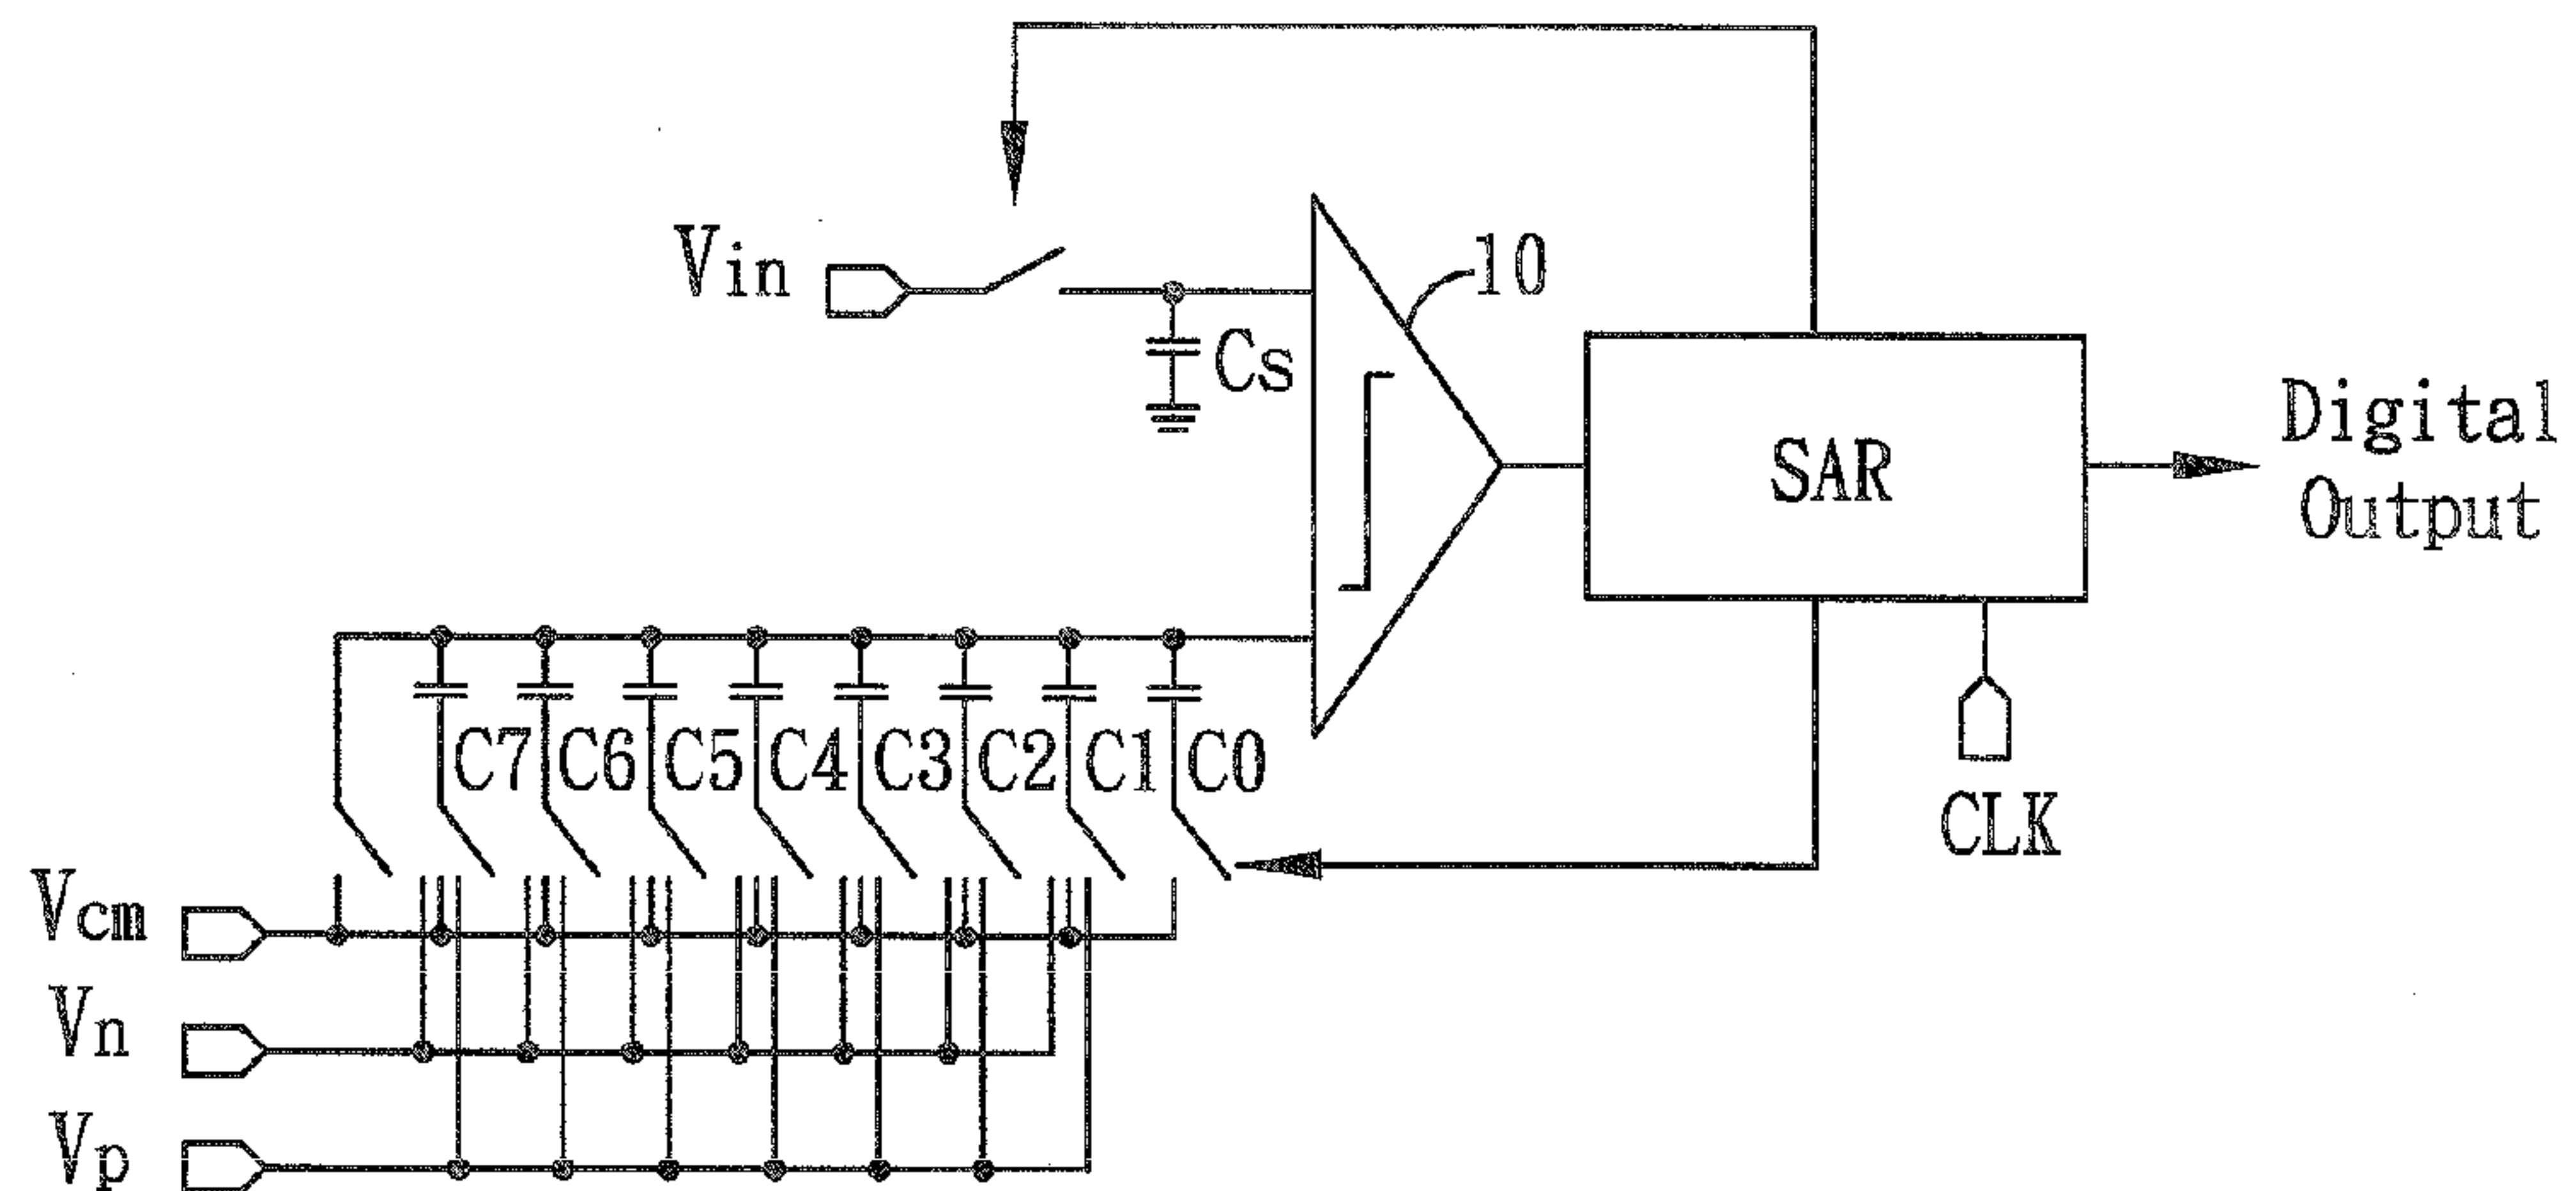 Vin
10
Cs
SAR
Digital
Output
C7 C6 C5 C4 C3 C2 C1 C0
CLK
Vcm
Vn
Vp